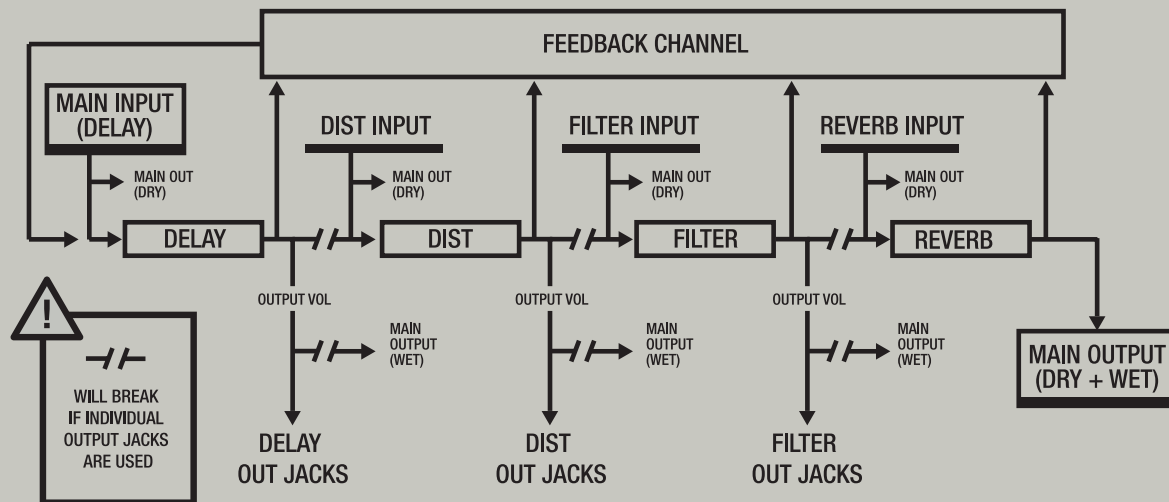 FEEDBACK CHANNEL
MAIN INPUT
(DELAY)
DIST INPUT
FILTER INPUT
REVERB INPUT
MAIN OUT
(DRY)
MAIN OUT
(DRY)
MAIN OUT
(DRY)
MAIN OUT
(DRY)
DELAY
DIST
FILTER
REVERB
OUTPUT VOL
OUTPUT VOL
OUTPUT VOL
MAIN
OUTPUT
(WET)
MAIN
OUTPUT
(WET)
MAIN
OUTPUT
(WET)
MAIN OUTPUT
(DRY + WET)
!
WILL BREAK
IF INDIVIDUAL
OUTPUT JACKS
ARE USED
DELAY
OUT JACKS
DIST
OUT JACKS
FILTER
OUT JACKS